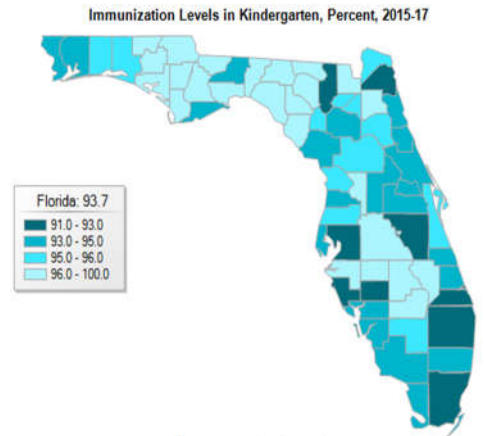 Immunization Levels in Kindergarten, Percent, 2015-17
Florida: 93.7
91.0 - 93.0
93.0 - 95.0
95.0 - 96.0
96.0 - 100.0